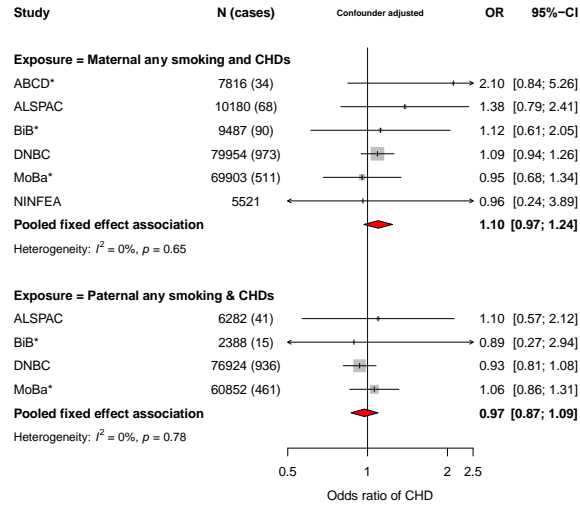 Study N (cases) Confounder adjusted OR 95%−CI
Exposure = Maternal any smoking and CHDs
ABCD* 7816 (34) 2.10 [0.84; 5.26]
ALSPAC 10180 (68) 1.38 [0.79; 2.41]
BiB* 9487 (90) 1.12 [0.61; 2.05]
DNBC 79954 (973) 1.09 [0.94; 1.26]
MoBa* 69903 (511) 0.95 [0.68; 1.34]
NINFEA 5521 0.96 [0.24; 3.89]
Pooled fixed effect association 1.10 [0.97; 1.24]
Heterogeneity: I² = 0%, p = 0.65
Exposure = Paternal any smoking & CHDs
ALSPAC 6282 (41) 1.10 [0.57; 2.12]
BiB* 2388 (15) 0.89 [0.27; 2.94]
DNBC 76924 (936) 0.93 [0.81; 1.08]
MoBa* 60852 (461) 1.06 [0.86; 1.31]
Pooled fixed effect association 0.97 [0.87; 1.09]
Heterogeneity: I² = 0%, p = 0.78
0.5 1 2 2.5
Odds ratio of CHD